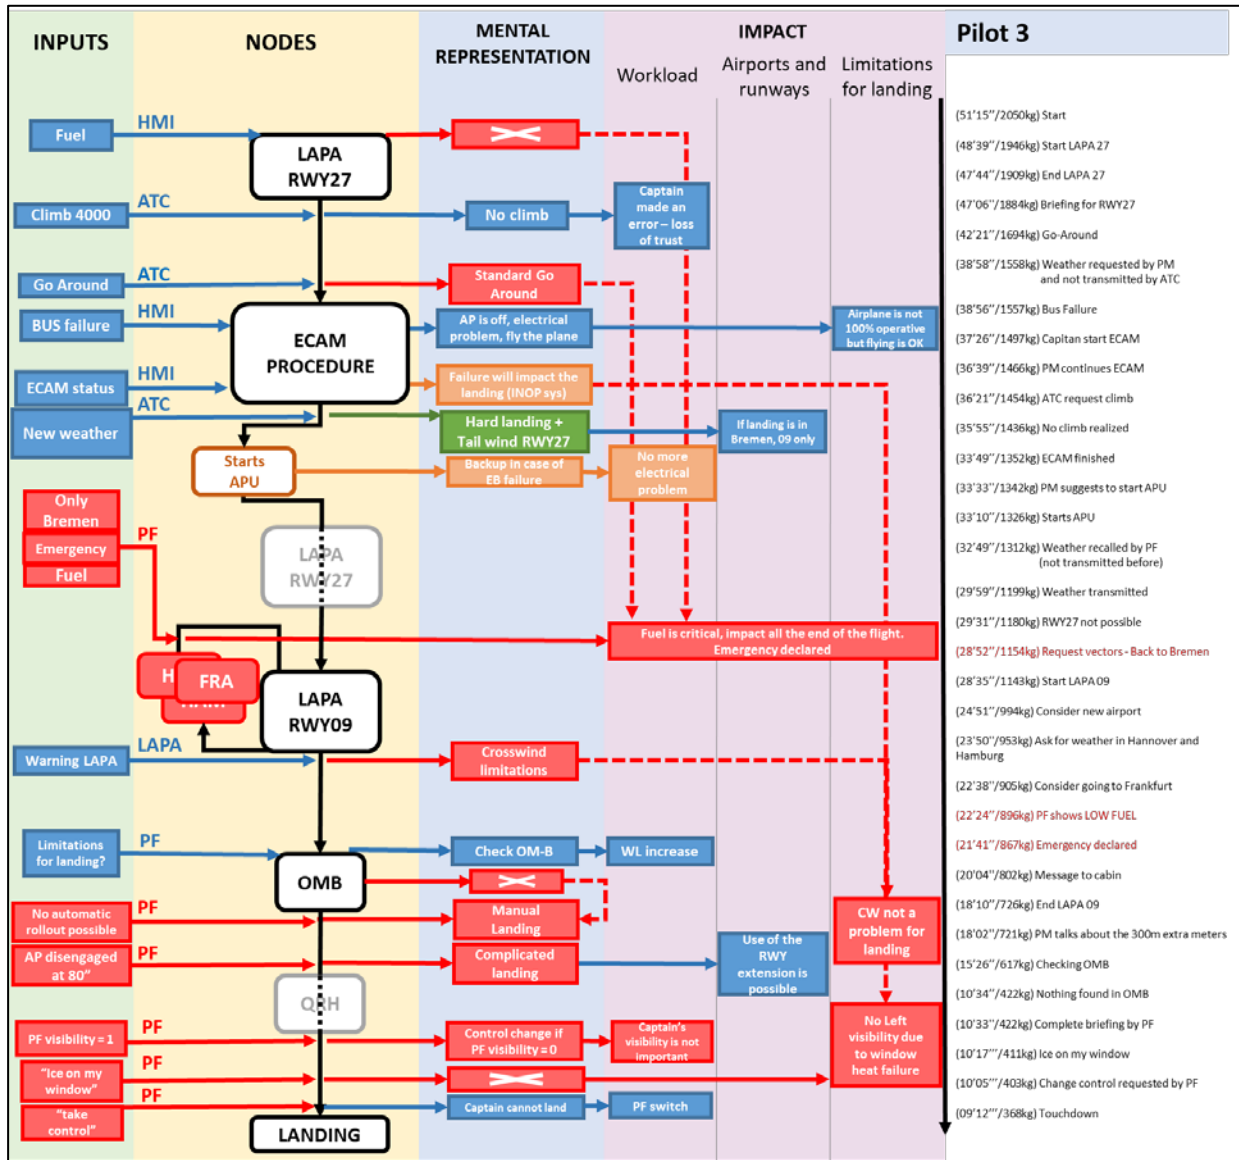 INPUTS
NODES
MENTAL
REPRESENTATION
IMPACT
Workload
Airports and
runways
Limitations
for landing
Pilot 3
Fuel
HMI
LAPA
RWY27
Climb 4000
ATC
No climb
Captain
made an
error – loss
of trust
Go Around
ATC
Standard Go
Around
BUS failure
HMI
ECAM
PROCEDURE
AP is off, electrical
problem, fly the plane
Airplane is not
100% operative
but flying is OK
ECAM status
HMI
Failure will impact the
landing (INOP sys)
New weather
ATC
Hard landing +
Tail wind RWY27
If landing is in
Bremen, 09 only
Starts
APU
Backup in case of
EB failure
No more
electrical
problem
Only
Bremen
Emergency
Fuel
PF
LAPA
RWY27
Fuel is critical, impact all the end of the flight.
Emergency declared
H
FRA
LAPA
RWY09
Warning LAPA
LAPA
Crosswind
limitations
Limitations
for landing?
PF
OMB
Check OM-B
WL increase
No automatic
rollout possible
PF
Manual
Landing
CW not a
problem for
landing
AP disengaged
at 80"
PF
Complicated
landing
Use of the
RWY
extension is
possible
QRH
PF visibility = 1
PF
Control change if
PF visibility = 0
Captain's
visibility is not
important
No Left
visibility due
to window
heat failure
"Ice on my
window"
PF
"take
control"
PF
Captain cannot land
PF switch
LANDING
(51'15''/2050kg) Start
(48'39''/1946kg) Start LAPA 27
(47'44''/1909kg) End LAPA 27
(47'06''/1884kg) Briefing for RWY27
(42'21''/1694kg) Go-Around
(38'58''/1558kg) Weather requested by PM
and not transmitted by ATC
(38'56''/1557kg) Bus Failure
(37'26''/1497kg) Capitan start ECAM
(36'39''/1466kg) PM continues ECAM
(36'21''/1454kg) ATC request climb
(35'55''/1436kg) No climb realized
(33'49''/1352kg) ECAM finished
(33'33''/1342kg) PM suggests to start APU
(33'10''/1326kg) Starts APU
(32'49''/1312kg) Weather recalled by PF
(not transmitted before)
(29'59''/1199kg) Weather transmitted
(29'31''/1180kg) RWY27 not possible
(28'52''/1154kg) Request vectors - Back to Bremen
(28'35''/1143kg) Start LAPA 09
(24'51''/994kg) Consider new airport
(23'50''/953kg) Ask for weather in Hannover and
Hamburg
(22'38''/905kg) Consider going to Frankfurt
(22'24''/896kg) PF shows LOW FUEL
(21'41''/867kg) Emergency declared
(20'04''/802kg) Message to cabin
(18'10''/726kg) End LAPA 09
(18'02''/721kg) PM talks about the 300m extra meters
(15'26''/617kg) Checking OMB
(10'34''/422kg) Nothing found in OMB
(10'33''/422kg) Complete briefing by PF
(10'17'''/411kg) Ice on my window
(10'05'''/403kg) Change control requested by PF
(09'12'''/368kg) Touchdown